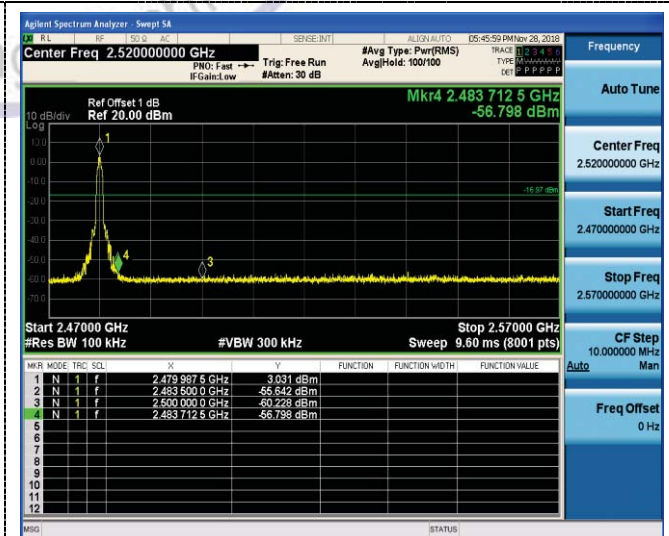 Agilent Spectrum Analyzer - Swept SA
RL RF 50 Ω AC SENSE:INT ALIGN AUTO 05:45:59 PM Nov 28, 2018
Center Freq 2.520000000 GHz
PNO: Fast
IFGain:Low
Trig: Free Run
#Atten: 30 dB
#Avg Type: Pwr(RMS)
Avg|Hold: 100/100
TRACE 1 2 3 4 5 6
TYPE M
DET P P P P P P
Ref Offset 1 dB
10 dB/div Ref 20.00 dBm
Log
Mkr4 2.483 712 5 GHz
-56.798 dBm
10.0
0.00
-10.0
-20.0
-30.0
-40.0
-50.0
-60.0
-70.0
1
4
3
-16.97 dBm
Start 2.47000 GHz Stop 2.57000 GHz
#Res BW 100 kHz #VBW 300 kHz Sweep 9.60 ms (8001 pts)
MKR MODE TRC SCL X Y FUNCTION FUNCTION WIDTH FUNCTION VALUE
1 N 1 f 2.479 987 5 GHz 3.031 dBm
2 N 1 f 2.483 500 0 GHz -55.642 dBm
3 N 1 f 2.500 000 0 GHz -60.228 dBm
4 N 1 f 2.483 712 5 GHz -56.798 dBm
5
6
7
8
9
10
11
12
MSG STATUS
Frequency
Auto Tune
Center Freq
2.520000000 GHz
Start Freq
2.470000000 GHz
Stop Freq
2.570000000 GHz
CF Step
10.000000 MHz
Auto Man
Freq Offset
0 Hz